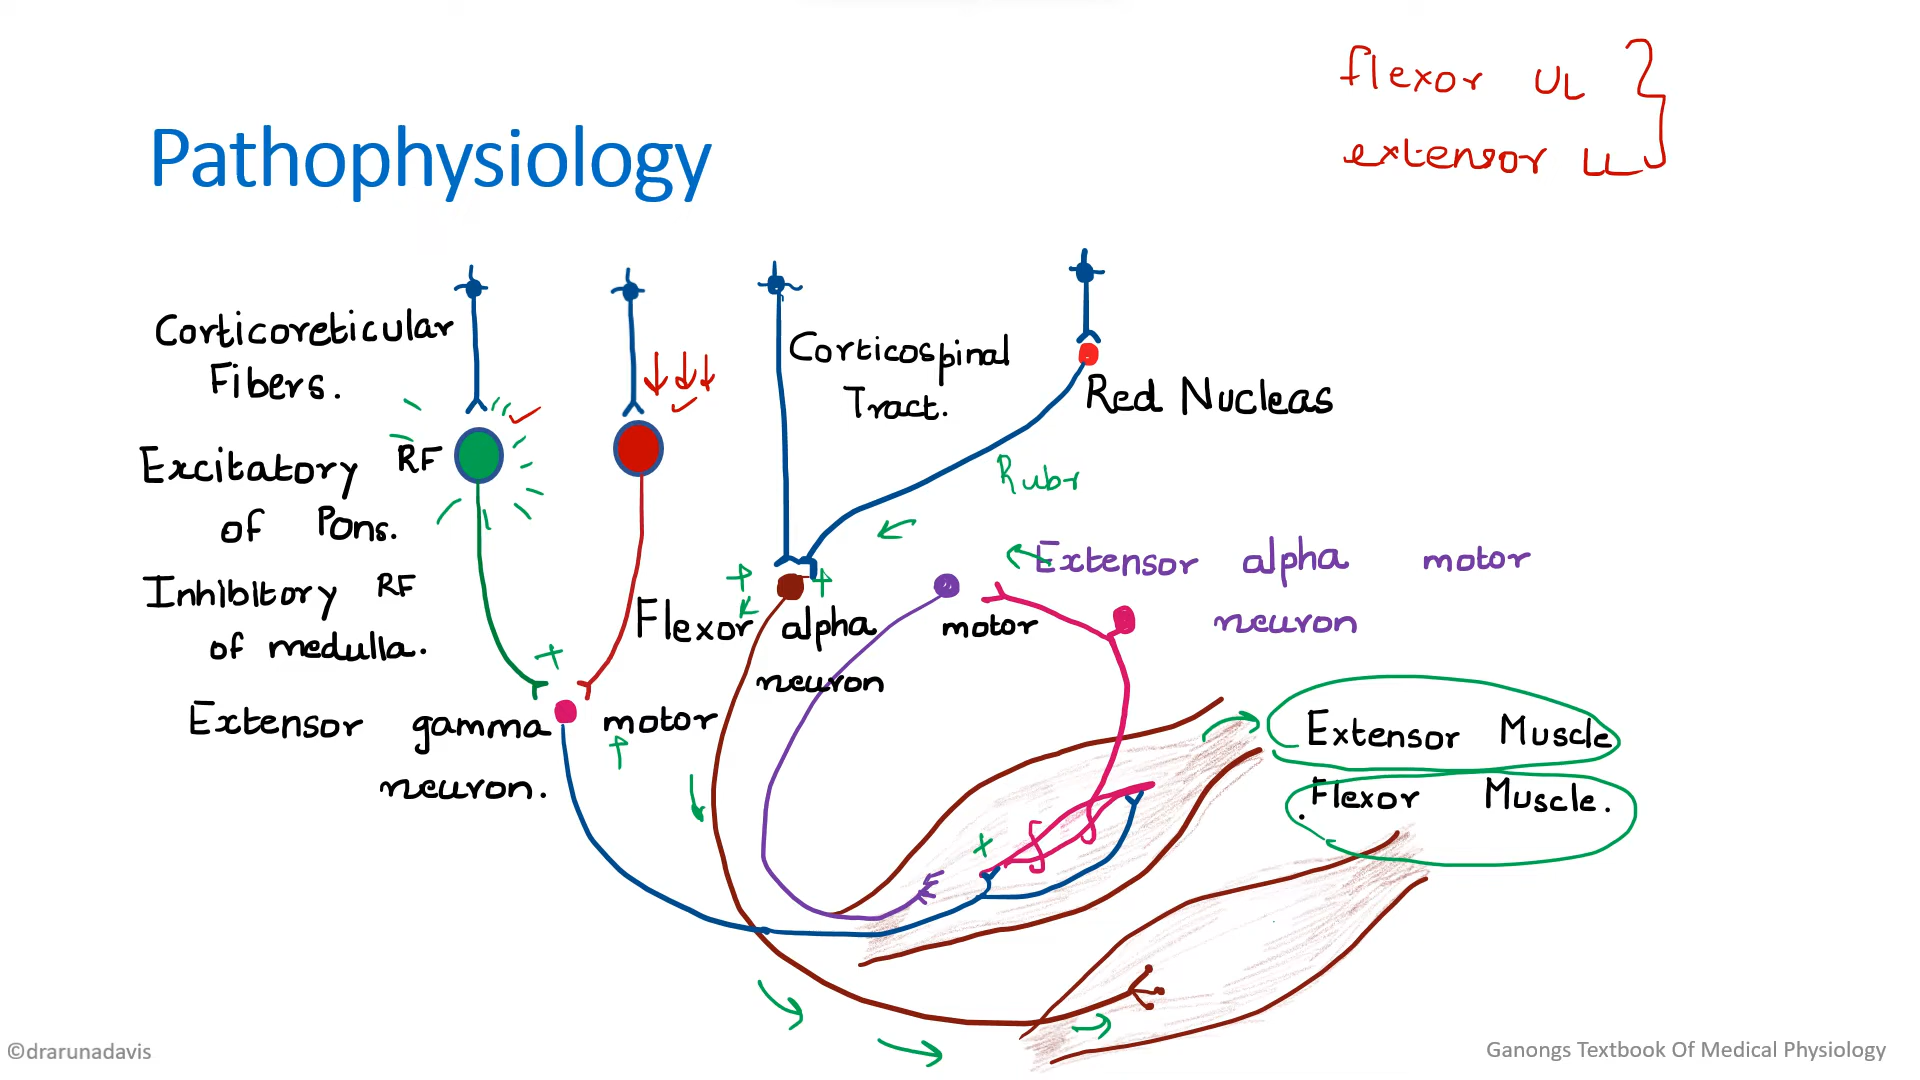 flexor UL
extensor LL
Pathophysiology
Corticoreticular
Fibers.
Corticospinal
Tract.
Red Nucleas
Excitatory RF
of Pons.
Rubr
Inhibitory RF
of medulla.
Extensor alpha motor
neuron
Flexor alpha motor
neuron
Extensor gamma motor
neuron.
Extensor Muscle
Flexor Muscle.
©drarunadavis
Ganongs Textbook Of Medical Physiology